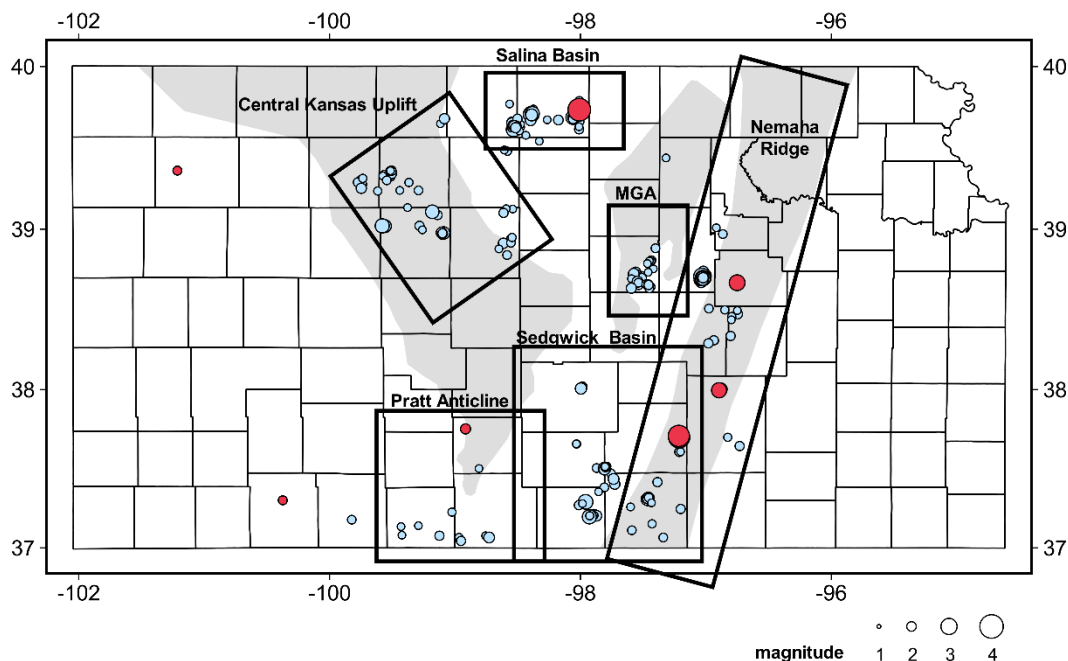 -102 -100 -98 -96
Salina Basin
40 40
Central Kansas Uplift
Nemaha
Ridge
MGA
39 39
Sedgwick Basin
38 38
Pratt Anticline
37 37
-102 -100 -98 -96
magnitude 1 2 3 4